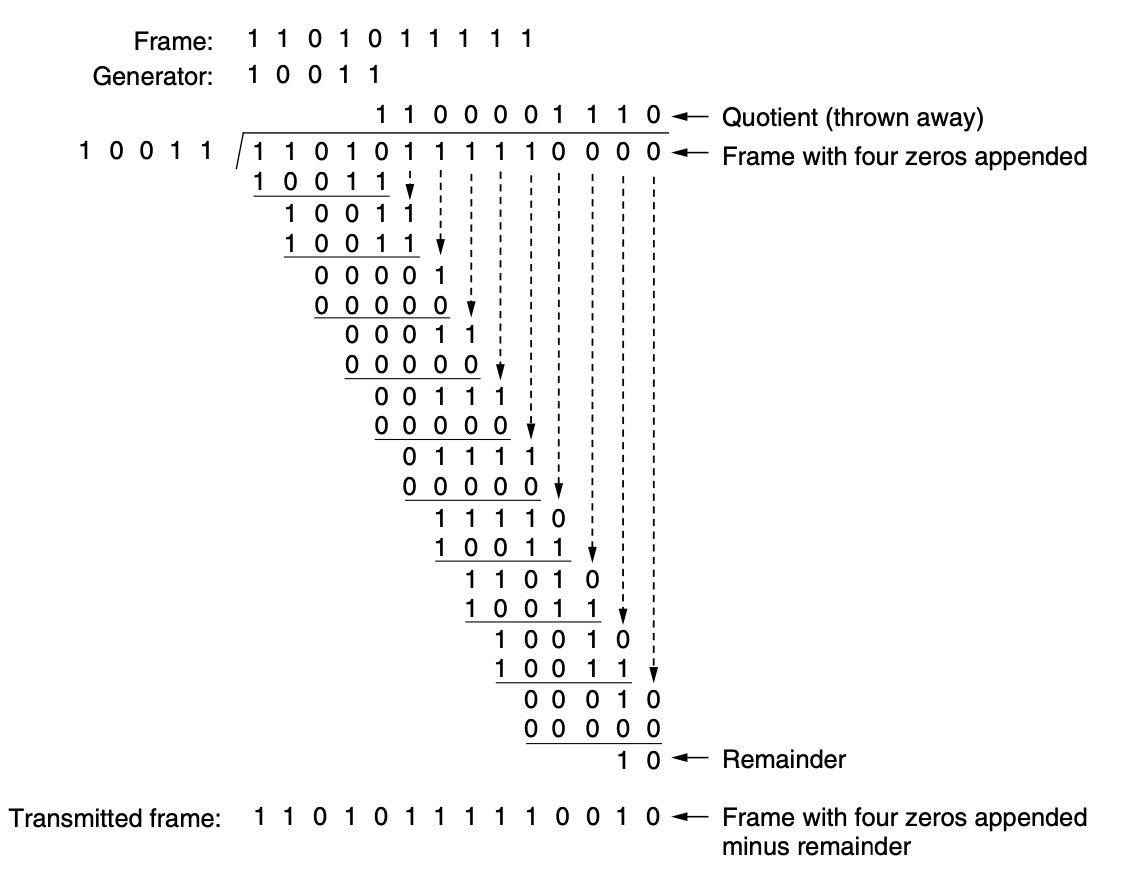 Frame: 1 1 0 1 0 1 1 1 1 1
Generator: 1 0 0 1 1
1 1 0 0 0 0 1 1 1 0 Quotient (thrown away)
1 0 0 1 1 1 1 0 1 0 1 1 1 1 1 0 0 0 0 Frame with four zeros appended
1 0 0 1 1
1 0 0 1 1
1 0 0 1 1
0 0 0 0 1
0 0 0 0 0
0 0 0 1 1
0 0 0 0 0
0 0 1 1 1
0 0 0 0 0
0 1 1 1 1
0 0 0 0 0
1 1 1 1 0
1 0 0 1 1
1 1 0 1 0
1 0 0 1 1
1 0 0 1 0
1 0 0 1 1
0 0 0 1 0
0 0 0 0 0
1 0 Remainder
Transmitted frame: 1 1 0 1 0 1 1 1 1 1 0 0 1 0 Frame with four zeros appended
minus remainder